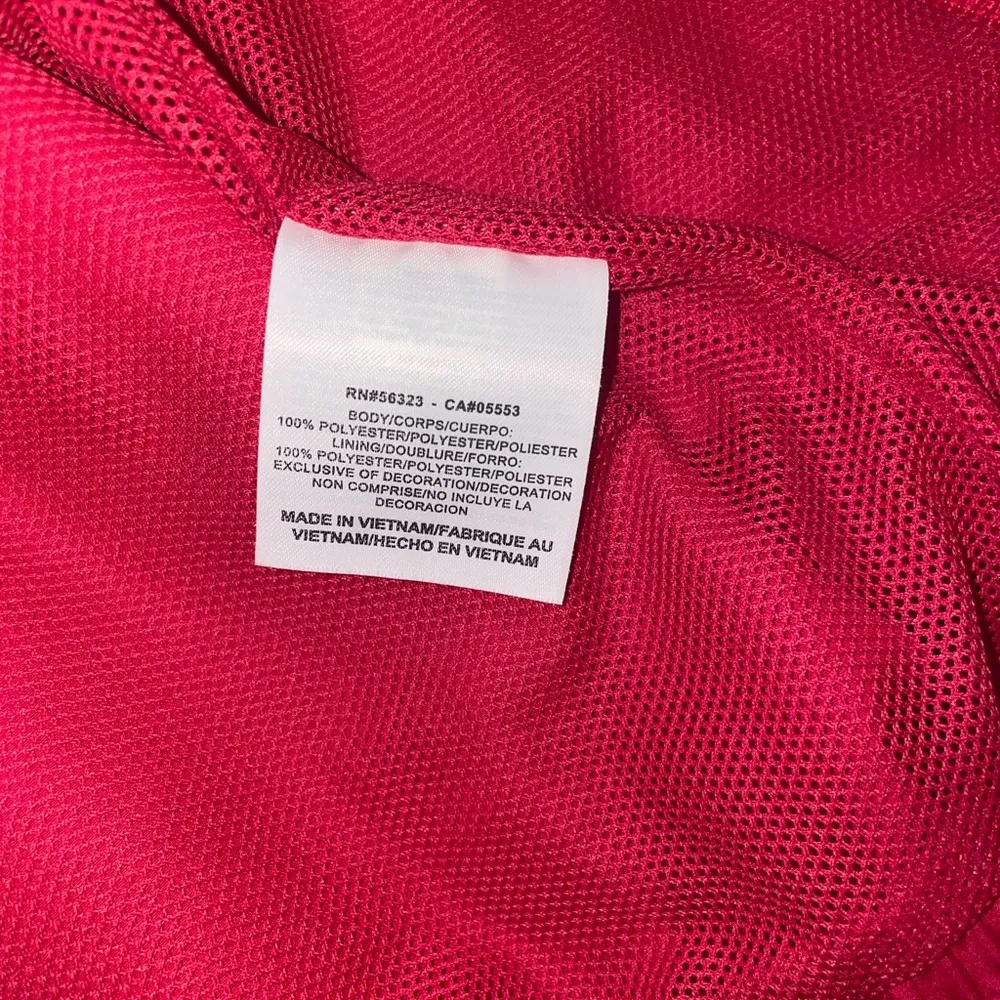 RN#56323 - CA#05553
BODY/CORPS/CUERPO:
100% POLYESTER/POLYESTER/POLIESTER
LINING/DOUBLURE/FORRO:
100% POLYESTER/POLYESTER/POLIESTER
EXCLUSIVE OF DECORATION/DECORATION
NON COMPRISE/NO INCLUYE LA
DECORACION
MADE IN VIETNAM/FABRIQUE AU
VIETNAM/HECHO EN VIETNAM